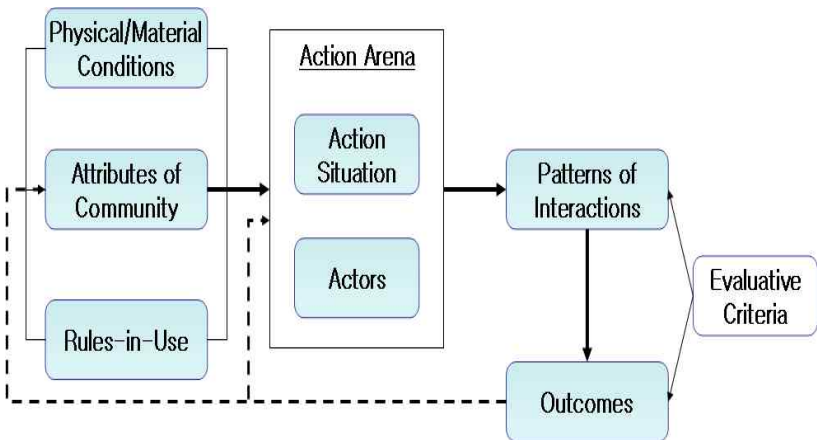 Physical/Material
Conditions
Attributes of
Community
Rules-in-Use
Action Arena
Action
Situation
Actors
Patterns of
Interactions
Outcomes
Evaluative
Criteria